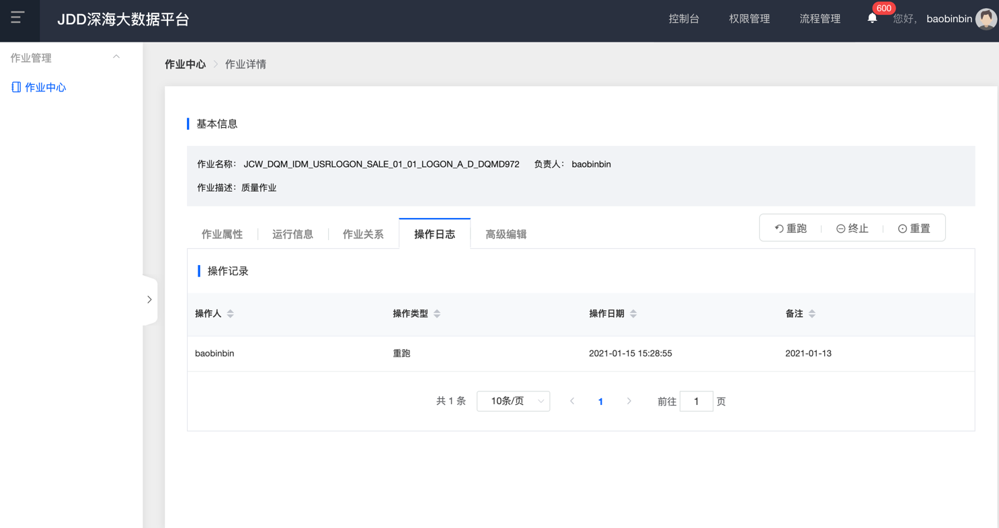 JDD深海大数据平台
控制台 权限管理 流程管理 600 您好, baobinbin
作业管理
作业中心
作业中心 作业详情
基本信息
作业名称: JCW_DQM_IDM_USRLOGON_SALE_01_01_LOGON_A_D_DQMD972 负责人: baobinbin
作业描述: 质量作业
作业属性 运行信息 作业关系 操作日志 高级编辑 重跑 终止 重置
操作记录
操作人 操作类型 操作日期 备注
baobinbin 重跑 2021-01-15 15:28:55 2021-01-13
共 1 条 10条/页 1 前往 1 页